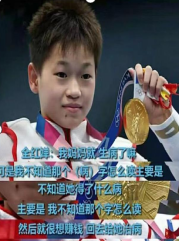 全红婵：我妈妈就 生病了嘛
可是我不知道那个（病）字怎么读主要是
不知道她得了什么病
主要是 我不知道那个字怎么读
然后就很想赚钱 回去给她治病